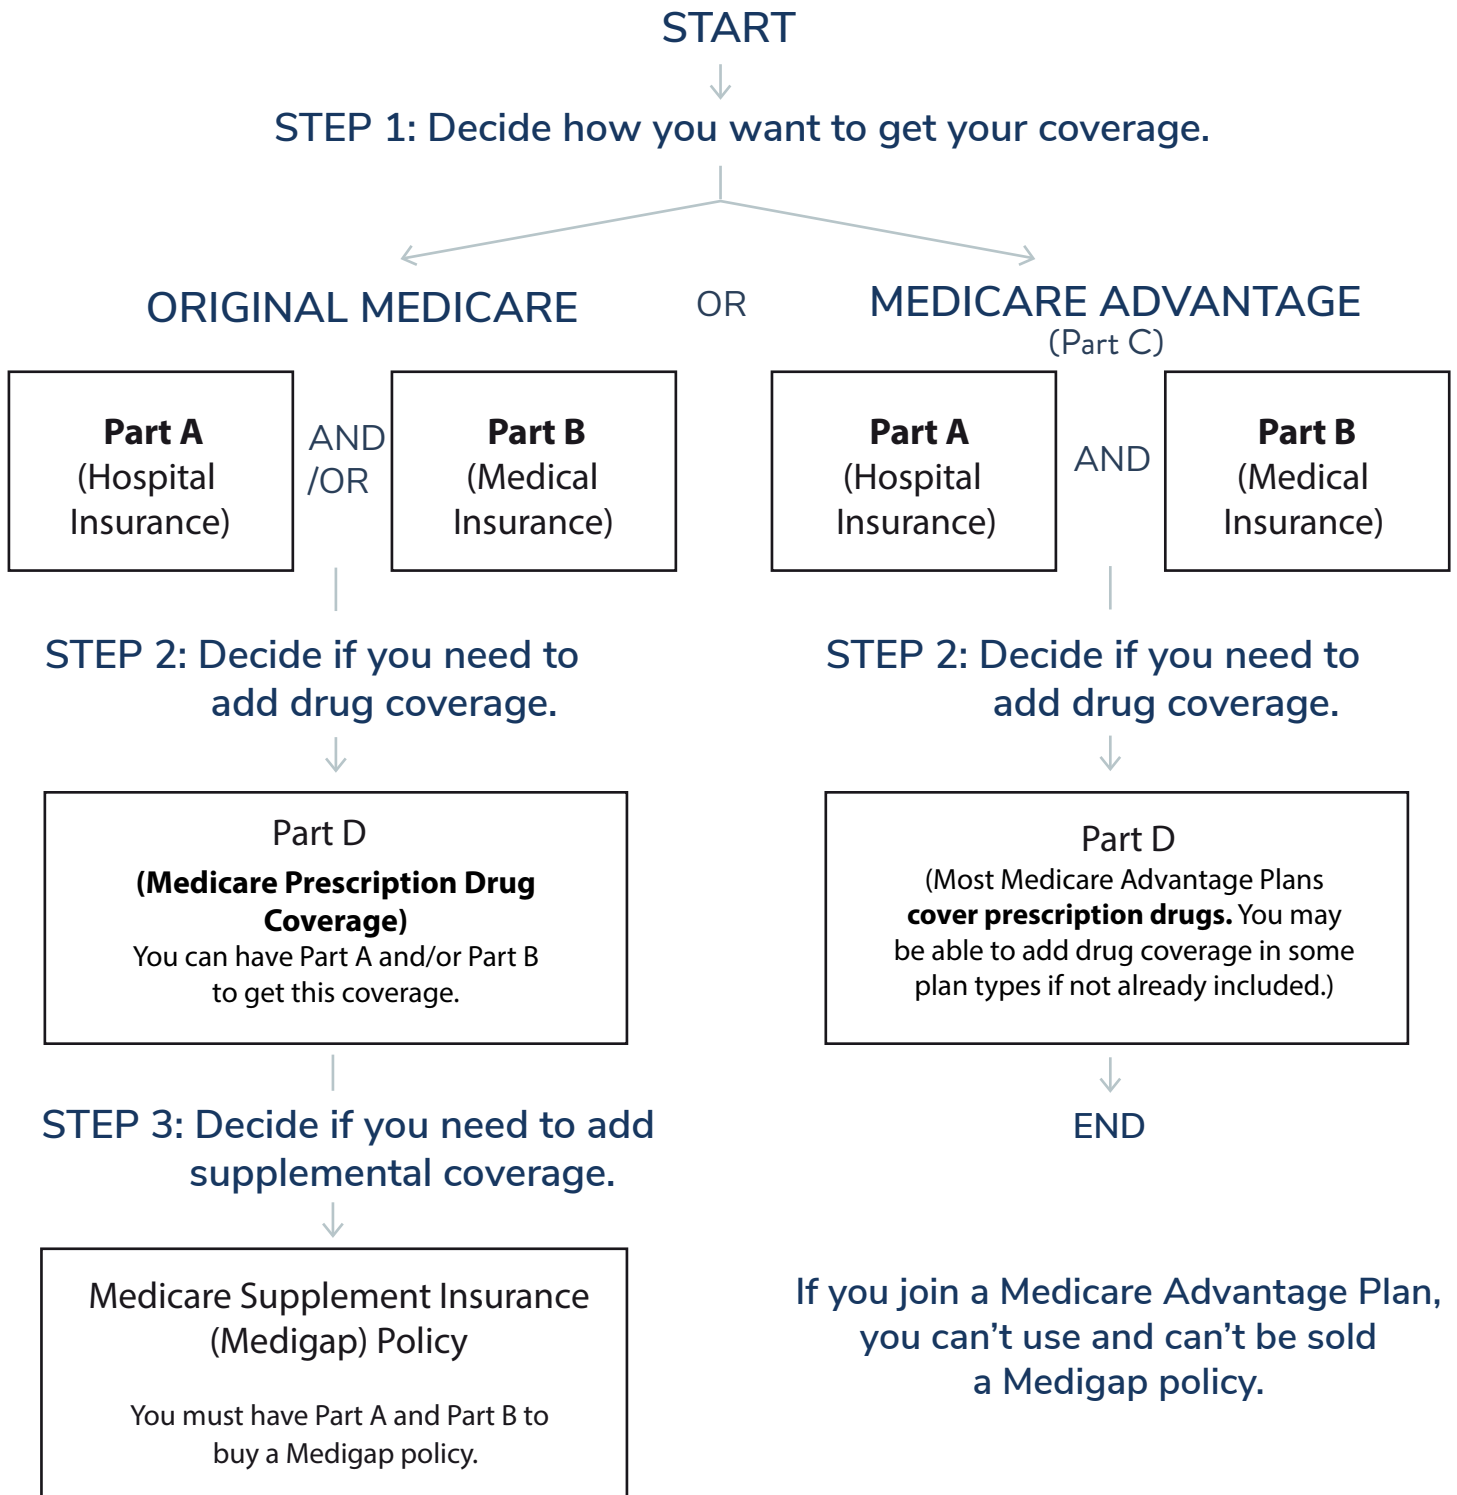 START
STEP 1: Decide how you want to get your coverage.
ORIGINAL MEDICARE
OR
MEDICARE ADVANTAGE
(Part C)
Part A
(Hospital
Insurance)
AND
/OR
Part B
(Medical
Insurance)
Part A
(Hospital
Insurance)
AND
Part B
(Medical
Insurance)
STEP 2: Decide if you need to
add drug coverage.
Part D
(Medicare Prescription Drug
Coverage)
You can have Part A and/or Part B
to get this coverage.
STEP 3: Decide if you need to add
supplemental coverage.
Medicare Supplement Insurance
(Medigap) Policy
You must have Part A and Part B to
buy a Medigap policy.
STEP 2: Decide if you need to
add drug coverage.
Part D
(Most Medicare Advantage Plans
cover prescription drugs. You may
be able to add drug coverage in some
plan types if not already included.)
END
If you join a Medicare Advantage Plan,
you can’t use and can’t be sold
a Medigap policy.